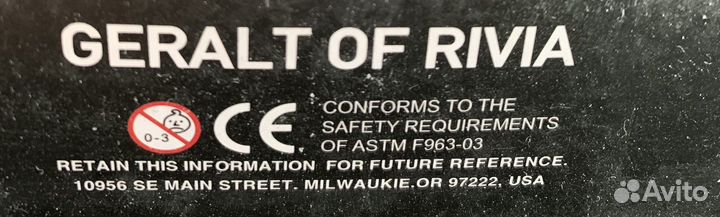 GERALT OF RIVIA
0-3
CE
CONFORMS TO THE
SAFETY REQUIREMENTS
OF ASTM F963-03
RETAIN THIS INFORMATION FOR FUTURE REFERENCE.
10956 SE MAIN STREET. MILWAUKIE.OR 97222, USA
Avito